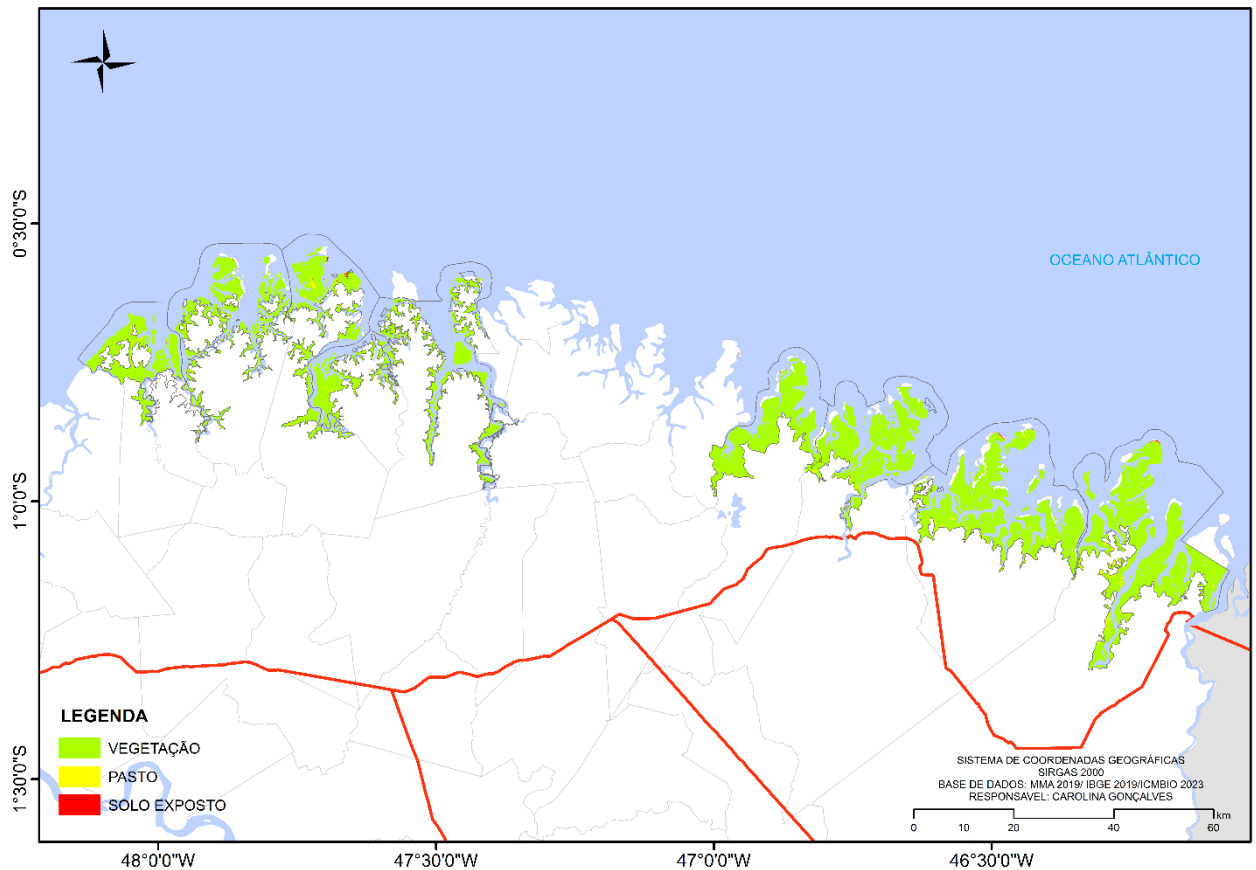 0°30'0"S
OCEANO ATLÂNTICO
1°0'0"S
LEGENDA
VEGETAÇÃO
PASTO
SOLO EXPOSTO
1°30'0"S
SISTEMA DE COORDENADAS GEOGRÁFICAS
SIRGAS 2000
BASE DE DADOS: MMA 2019/ IBGE 2019/ICMBIO 2023
RESPONSAVEL: CAROLINA GONÇALVES
km
0 10 20 40 60
48°0'0"W 47°30'0"W 47°0'0"W 46°30'0"W